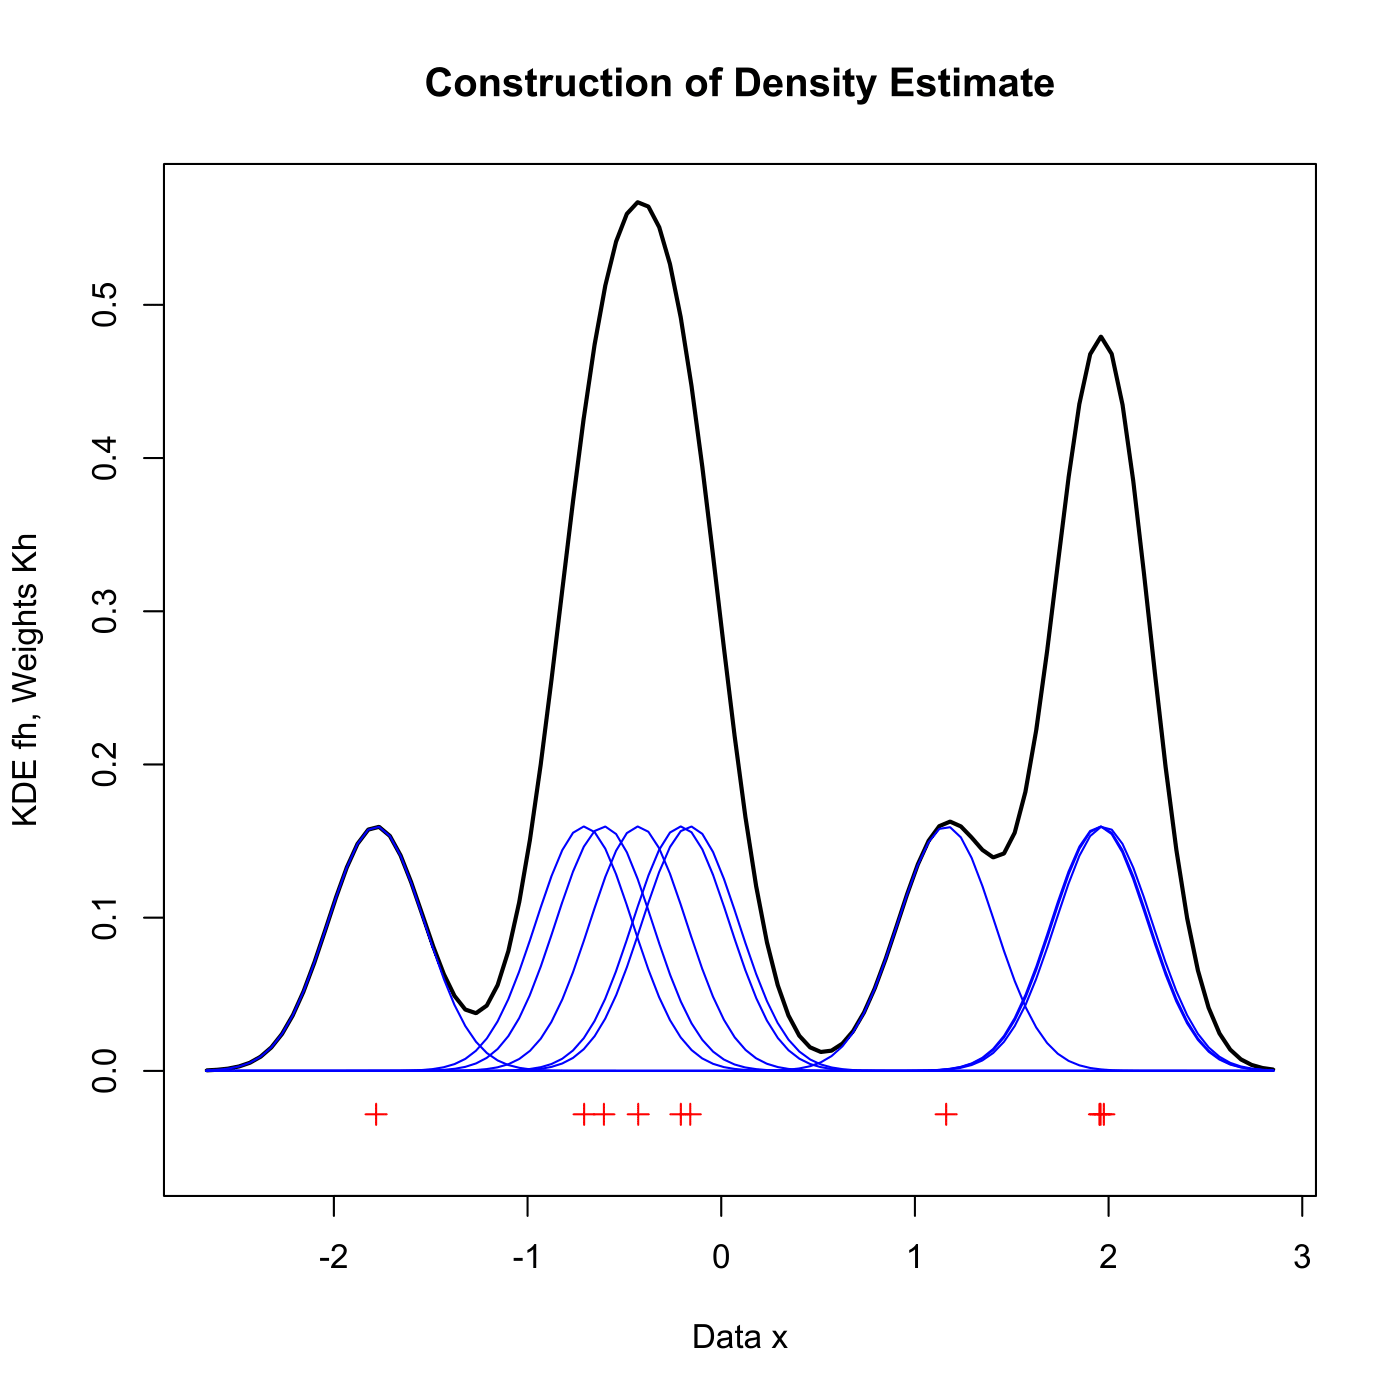 Construction of Density Estimate
KDE fh, Weights Kh
0.5
0.4
0.3
0.2
0.1
0.0
-2 -1 0 1 2 3
Data x